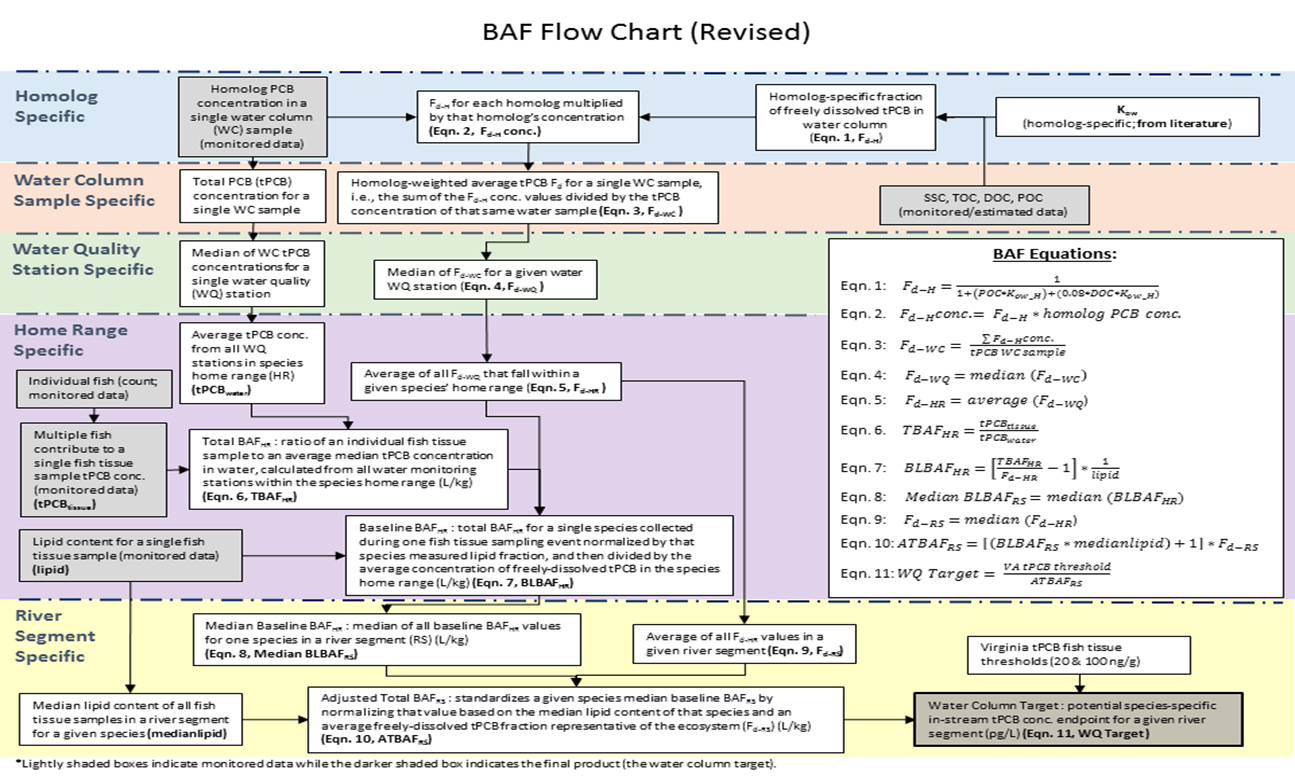 BAF Flow Chart (Revised)
Homolog
Specific
Homolog PCB
concentration in a
single water column
(WC) sample
(monitored data)
Fd-H for each homolog multiplied
by that homolog's concentration
(Eqn. 2, Fd-H conc.)
Homolog-specific fraction
of freely dissolved tPCB in
water column
(Eqn. 1, Fd-H)
Kow
(homolog-specific; from literature)
Water Column
Sample Specific
Total PCB (tPCB)
concentration for a
single WC sample
Homolog-weighted average tPCB Fd for a single WC sample,
i.e., the sum of the Fd-H conc. values divided by the tPCB
concentration of that same water sample (Eqn. 3, Fd-WC)
SSC, TOC, DOC, POC
(monitored/estimated data)
Water Quality
Station Specific
Median of WC tPCB
concentrations for a
single water quality
(WQ) station
Median of Fd-WC for a given water
WQ station (Eqn. 4, Fd-WQ)
Home Range
Specific
Average tPCB conc.
from all WQ
stations in species
home range (HR)
(tPCBwater)
Average of all Fd-WQ that fall within a
given species' home range (Eqn. 5, Fd-HR)
Individual fish (count;
monitored data)
Multiple fish
contribute to a
single fish tissue
sample tPCB conc.
(monitored data)
(tPCBtissue)
Total BAFHR : ratio of an individual fish tissue
sample to an average median tPCB concentration
in water, calculated from all water monitoring
stations within the species home range (L/kg)
(Eqn. 6, TBAFHR)
Lipid content for a single fish
tissue sample (monitored data)
(lipid)
Baseline BAFHR : total BAFHR for a single species collected
during one fish tissue sampling event normalized by that
species measured lipid fraction, and then divided by the
average concentration of freely-dissolved tPCB in the species
home range (L/kg) (Eqn. 7, BLBAFHR)
BAF Equations:
Eqn. 1: Fd−H = 1 / 1+(POC*Kow_H)+(0.08*DOC*Kow_H)
Eqn. 2. Fd−Hconc.= Fd−H * homolog PCB conc.
Eqn. 3: Fd−WC = ∑Fd−Hconc. / tPCB WC sample
Eqn. 4: Fd−WQ = median (Fd−WC)
Eqn. 5: Fd−HR = average (Fd−WQ)
Eqn. 6. TBAFHR = tPCBtissue / tPCBwater
Eqn. 7: BLBAFHR = [TBAFHR / Fd−HR − 1] * 1 / lipid
Eqn. 8: Median BLBAFRS = median (BLBAFHR)
Eqn. 9: Fd−RS = median (Fd−HR)
Eqn. 10: ATBAFRS = [(BLBAFRS * medianlipid) + 1] * Fd−RS
Eqn. 11: WQ Target = VA tPCB threshold / ATBAFRS
River
Segment
Specific
Median Baseline BAFHR : median of all baseline BAFHR values
for one species in a river segment (RS) (L/kg)
(Eqn. 8, Median BLBAFRS)
Average of all Fd-HR values in a
given river segment (Eqn. 9, Fd-RS)
Virginia tPCB fish tissue
thresholds (20 & 100 ng/g)
Median lipid content of all fish
tissue samples in a river segment
for a given species (medianlipid)
Adjusted Total BAFRS : standardizes a given species median baseline BAFRS by
normalizing that value based on the median lipid content of that species and an
average freely-dissolved tPCB fraction representative of the ecosystem (Fd-RS) (L/kg)
(Eqn. 10, ATBAFRS)
Water Column Target : potential species-specific
in-stream tPCB conc. endpoint for a given river
segment (pg/L) (Eqn. 11, WQ Target)
*Lightly shaded boxes indicate monitored data while the darker shaded box indicates the final product (the water column target).